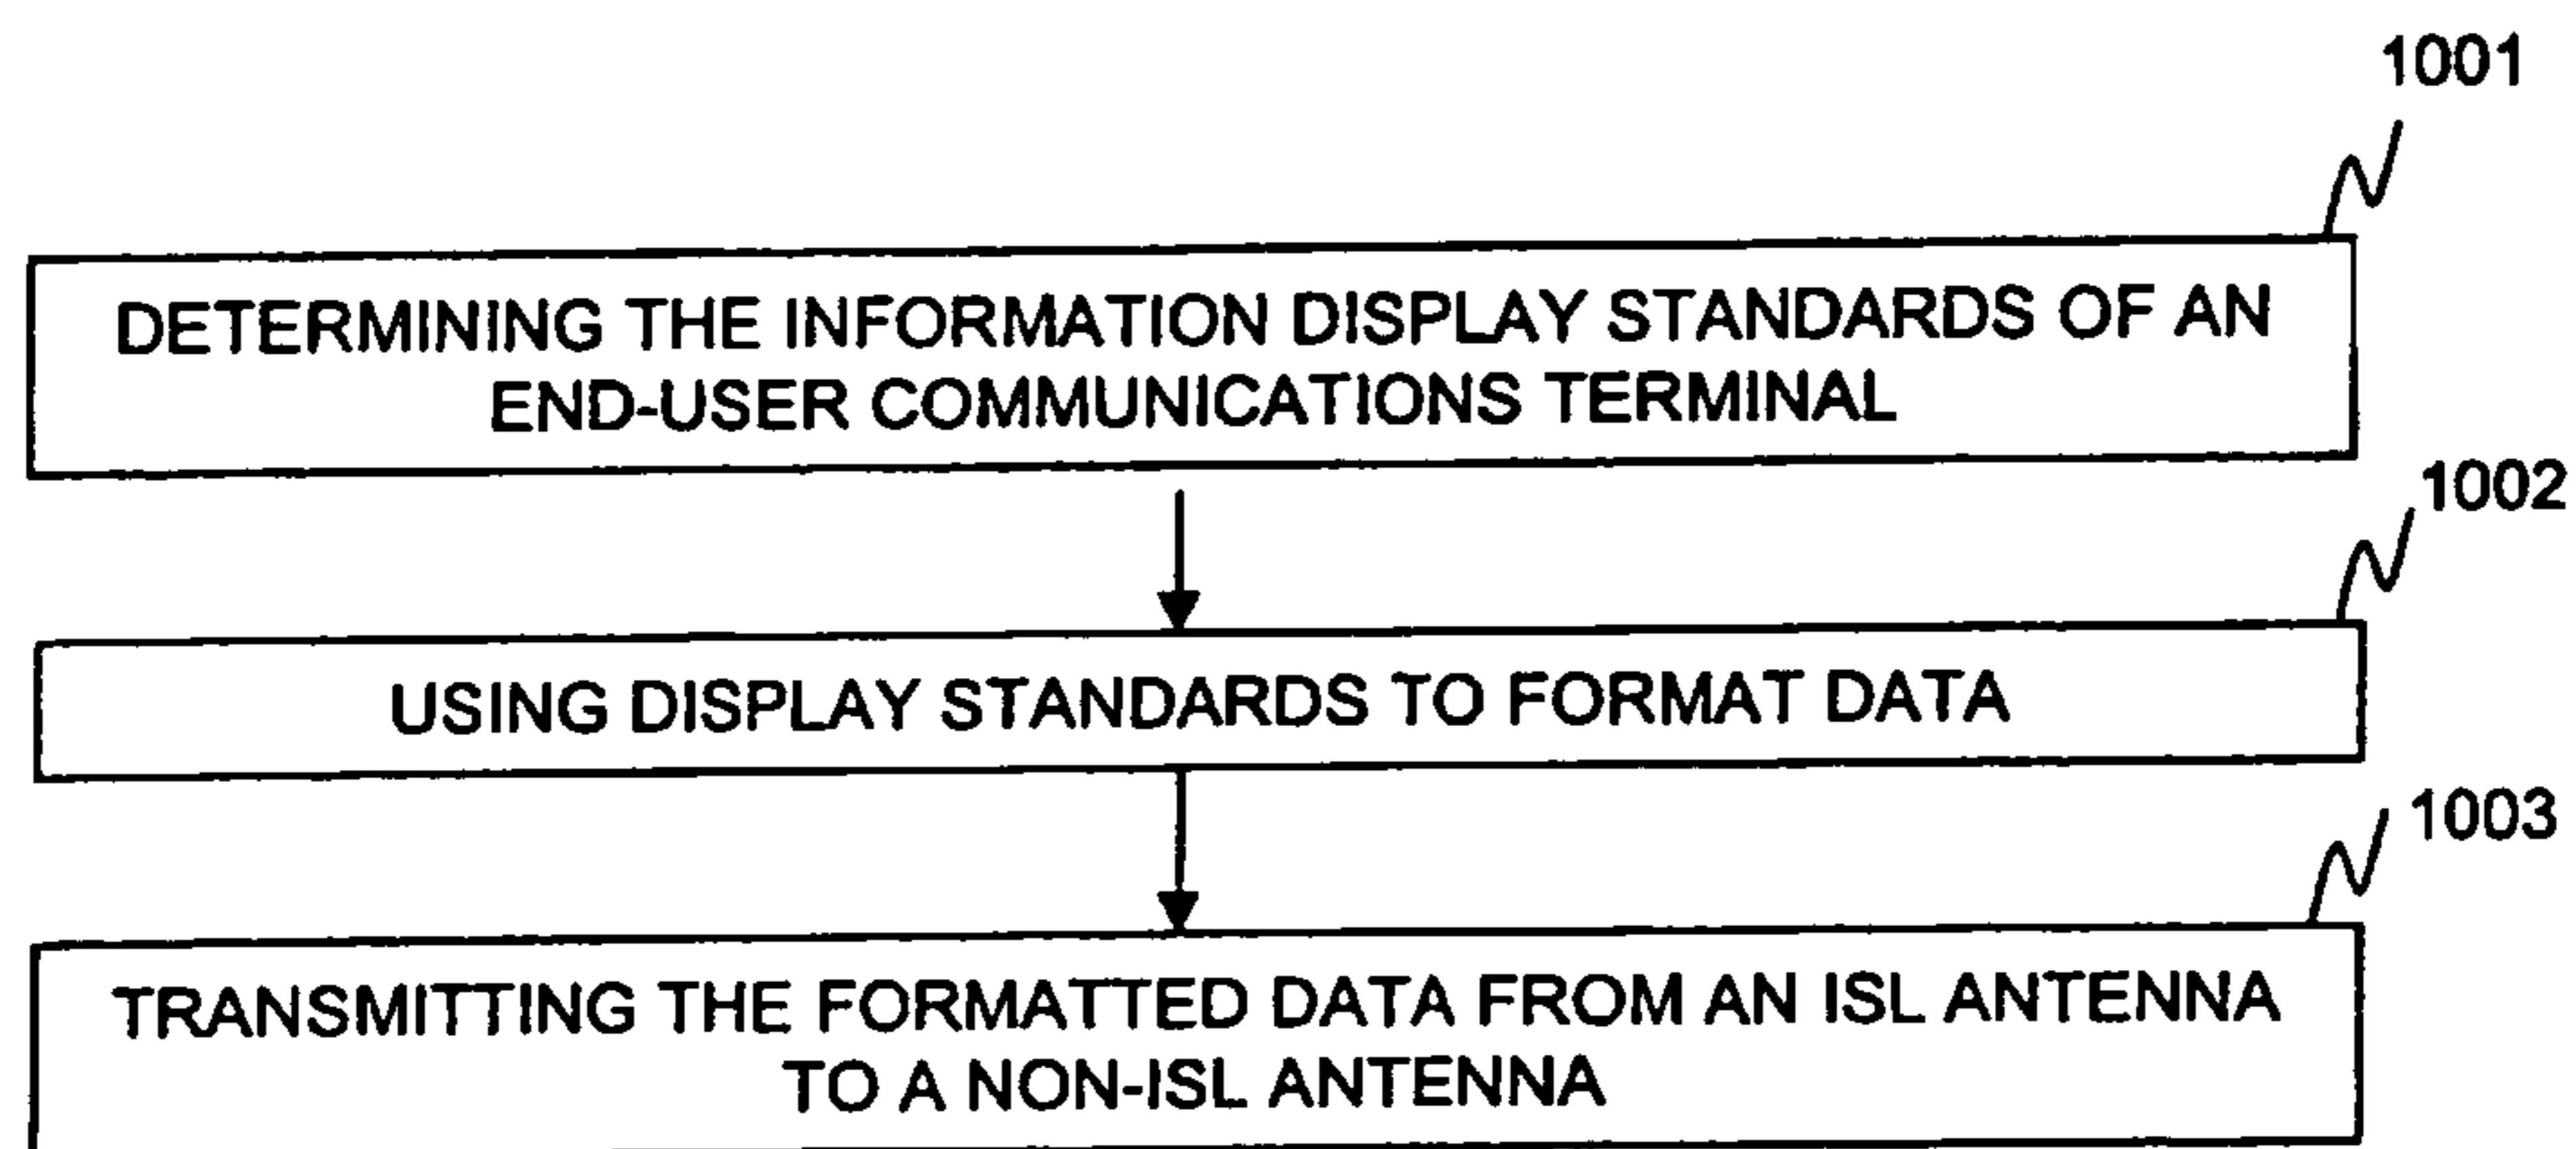 1001
DETERMINING THE INFORMATION DISPLAY STANDARDS OF AN
END-USER COMMUNICATIONS TERMINAL
1002
USING DISPLAY STANDARDS TO FORMAT DATA
1003
TRANSMITTING THE FORMATTED DATA FROM AN ISL ANTENNA
TO A NON-ISL ANTENNA